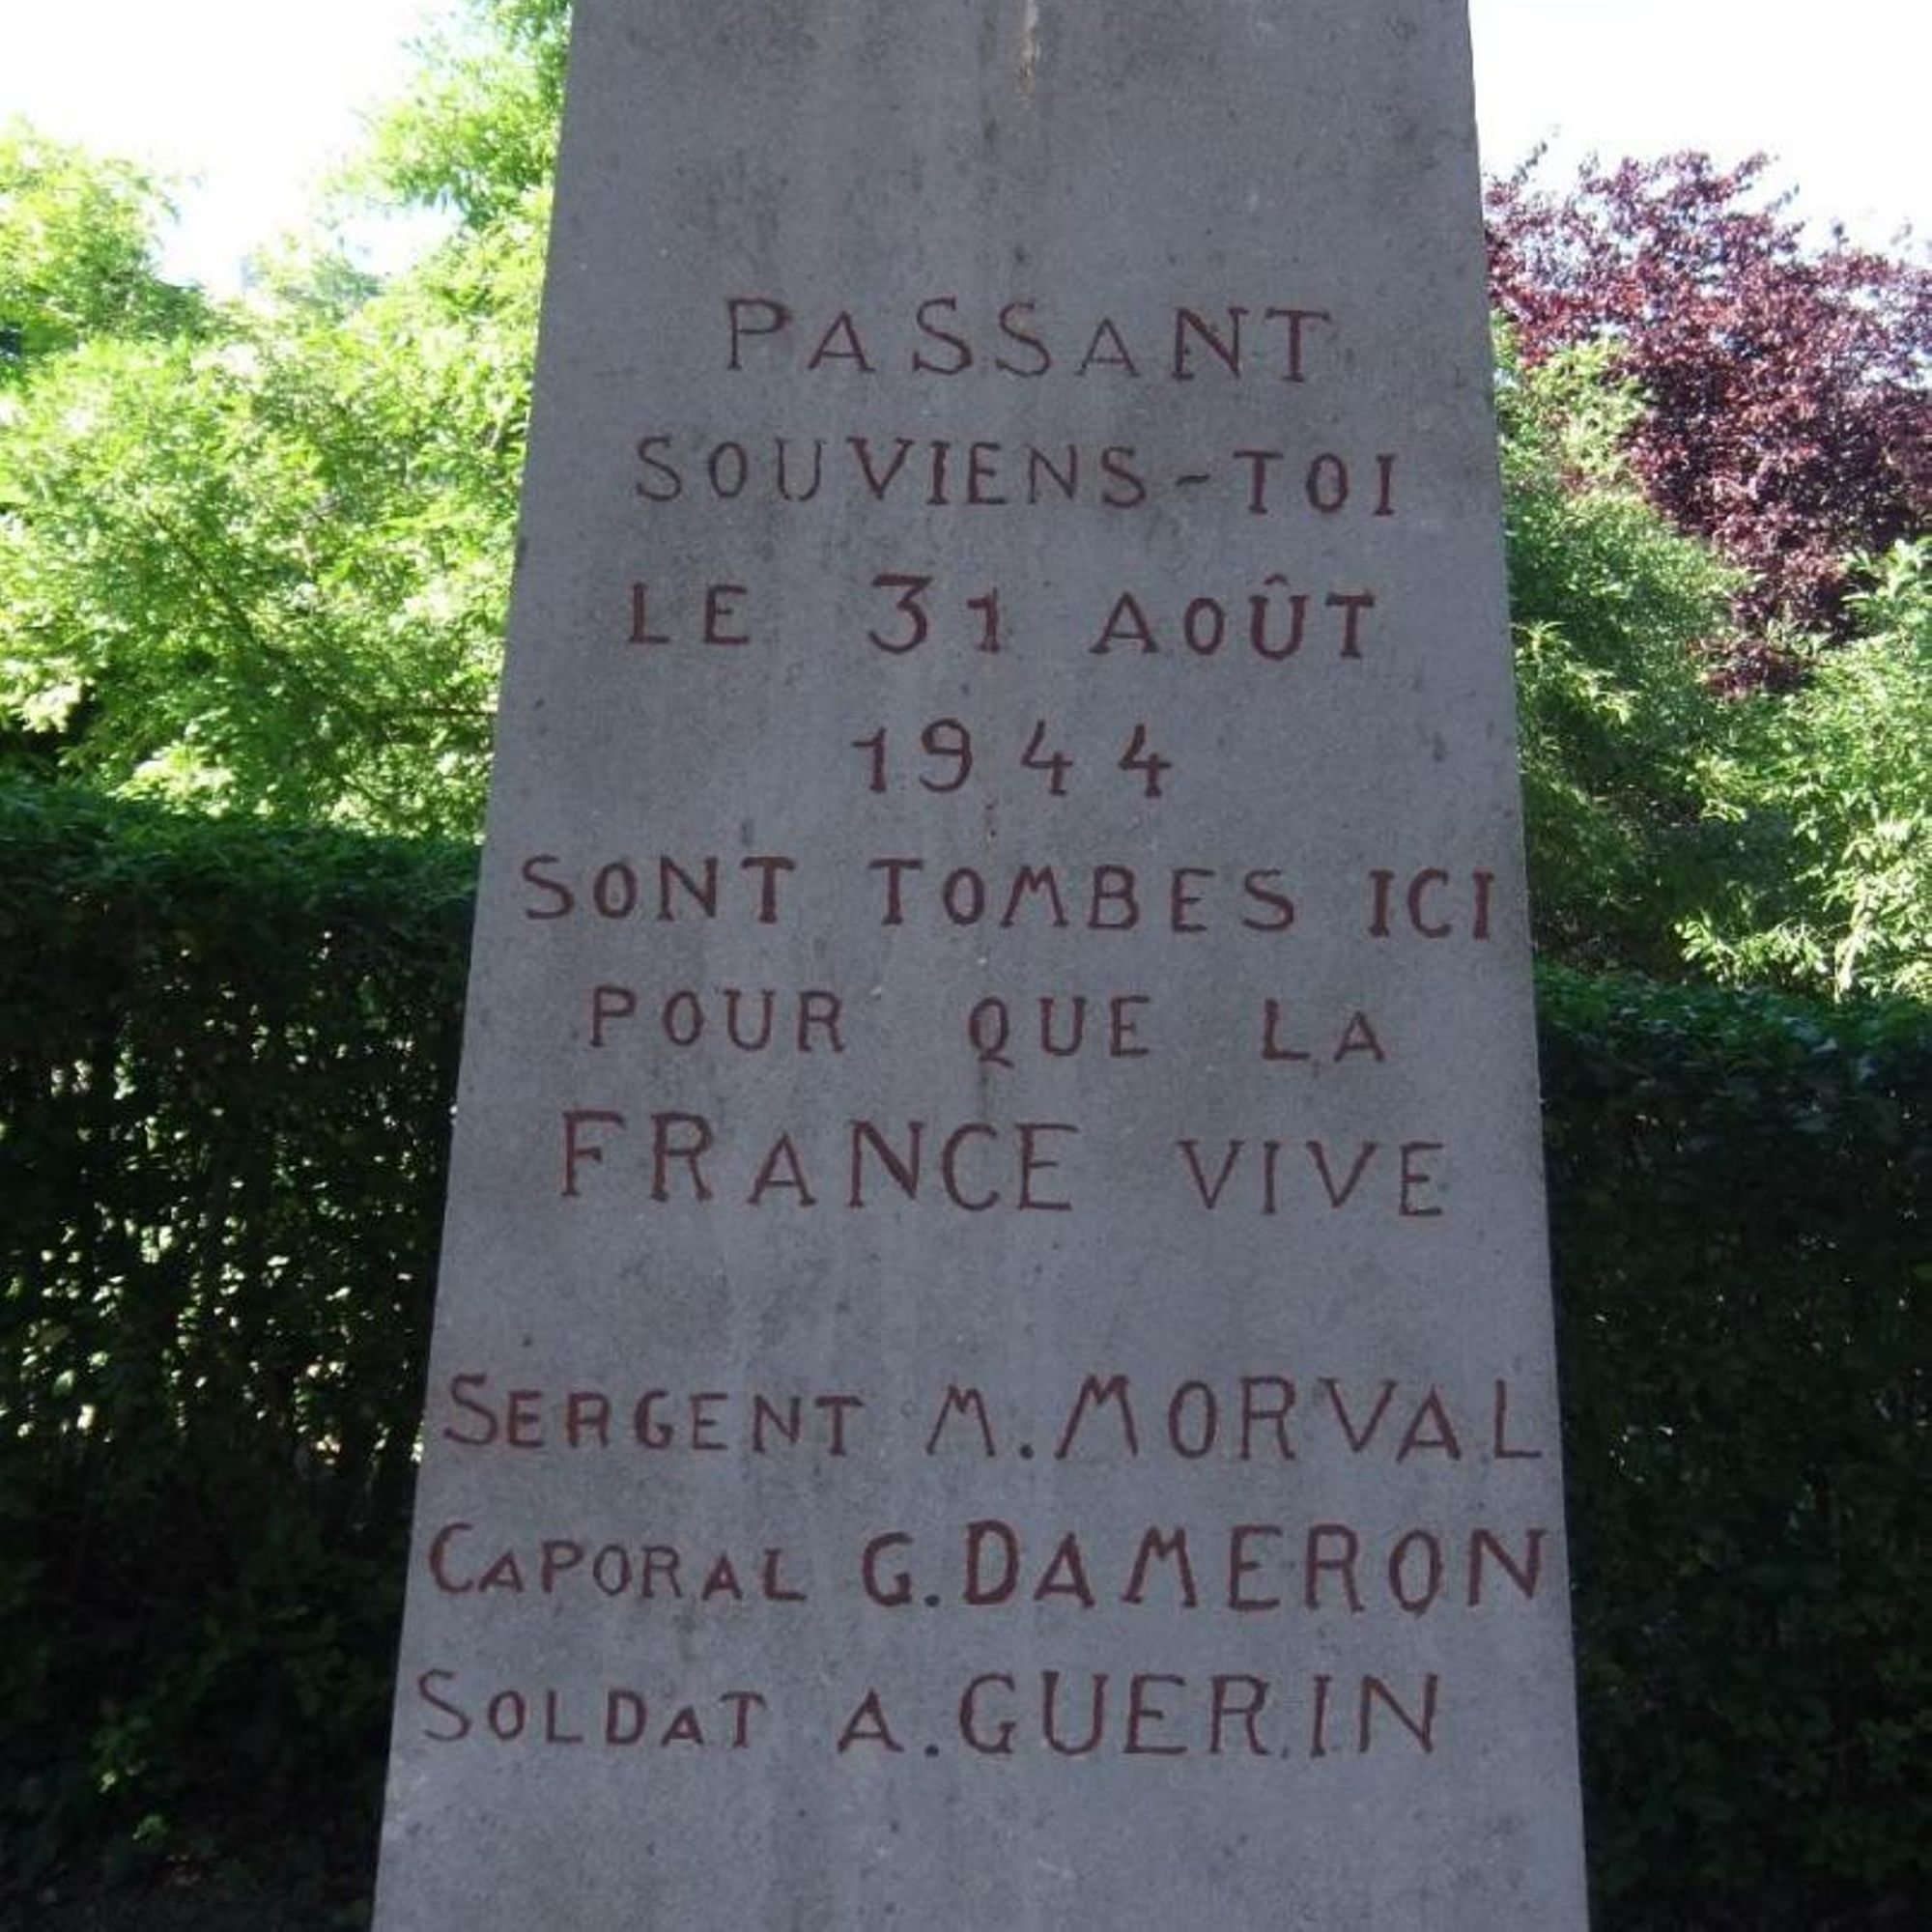 PASSANT
SOUVIENS-TOI
LE 31 AOÛT
1944
SONT TOMBES ICI
POUR QUE LA
FRANCE VIVE
SERGENT M. MORVAL
CAPORAL G. DAMERON
SOLDAT A. GUERIN